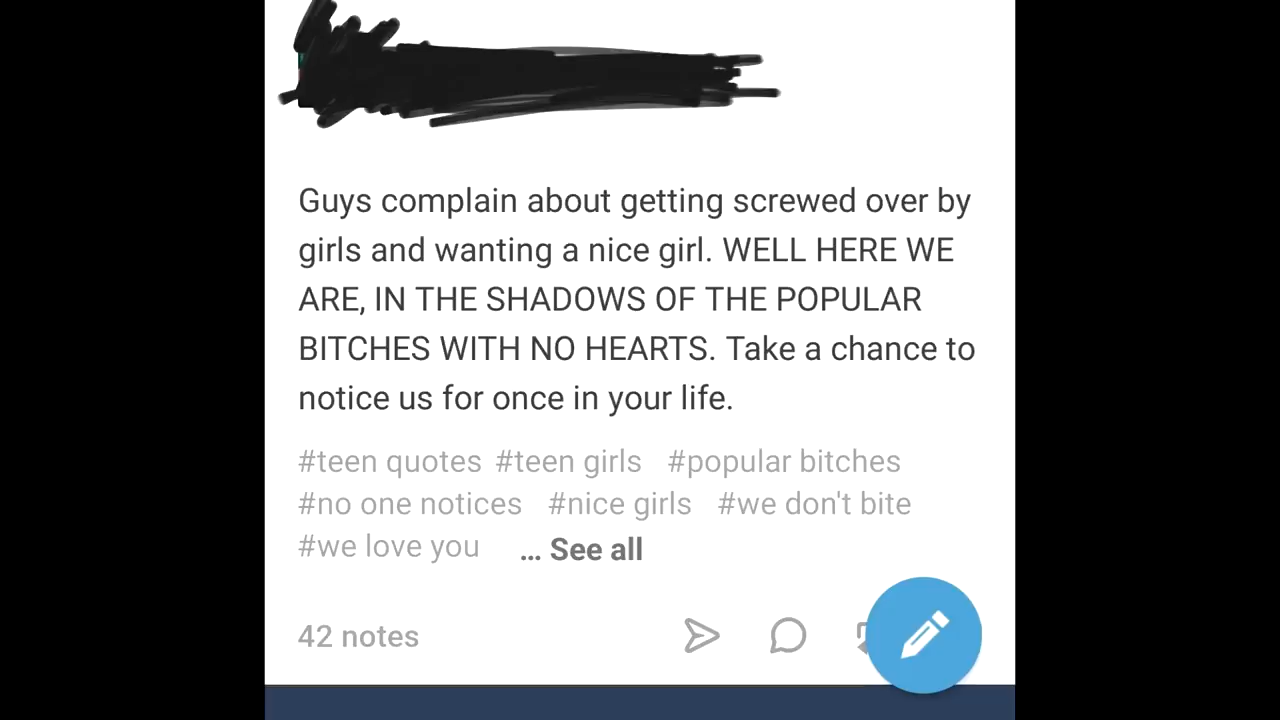 Guys complain about getting screwed over by
girls and wanting a nice girl. WELL HERE WE
ARE, IN THE SHADOWS OF THE POPULAR
BITCHES WITH NO HEARTS. Take a chance to
notice us for once in your life.
#teen quotes #teen girls #popular bitches
#no one notices #nice girls #we don't bite
#we love you ... See all
42 notes